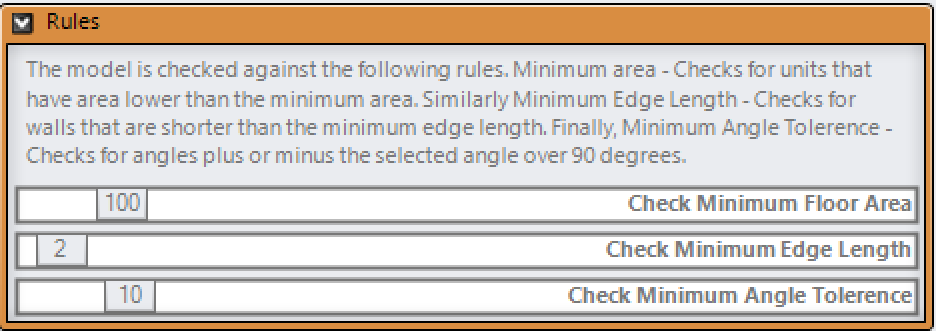 Rules
The model is checked against the following rules. Minimum area - Checks for units that
have area lower than the minimum area. Similarly Minimum Edge Length - Checks for
walls that are shorter than the minimum edge length. Finally, Minimum Angle Tolerence -
Checks for angles plus or minus the selected angle over 90 degrees.
100 Check Minimum Floor Area
2 Check Minimum Edge Length
10 Check Minimum Angle Tolerence